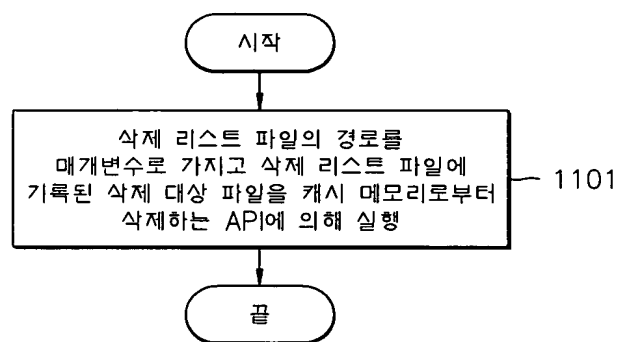 시작
삭제 리스트 파일의 경로를
매개변수로 가지고 삭제 리스트 파일에
기록된 삭제 대상 파일을 캐시 메모리로부터
삭제하는 API에 의해 실행
1101
끝